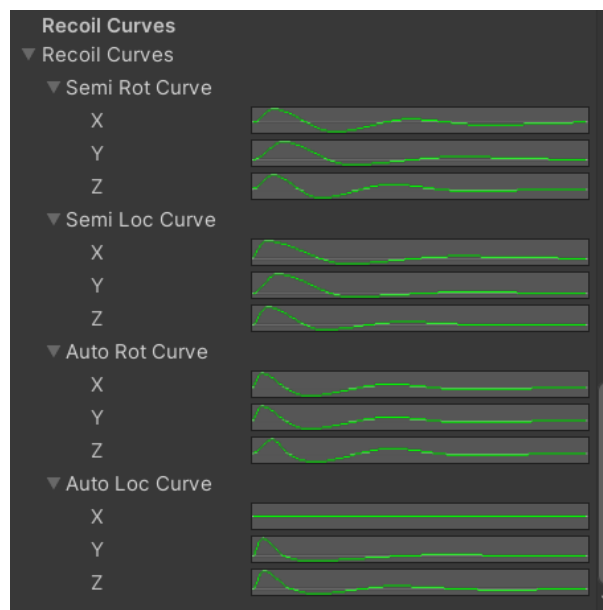 Recoil Curves
Recoil Curves
Semi Rot Curve
X
Y
Z
Semi Loc Curve
X
Y
Z
Auto Rot Curve
X
Y
Z
Auto Loc Curve
X
Y
Z